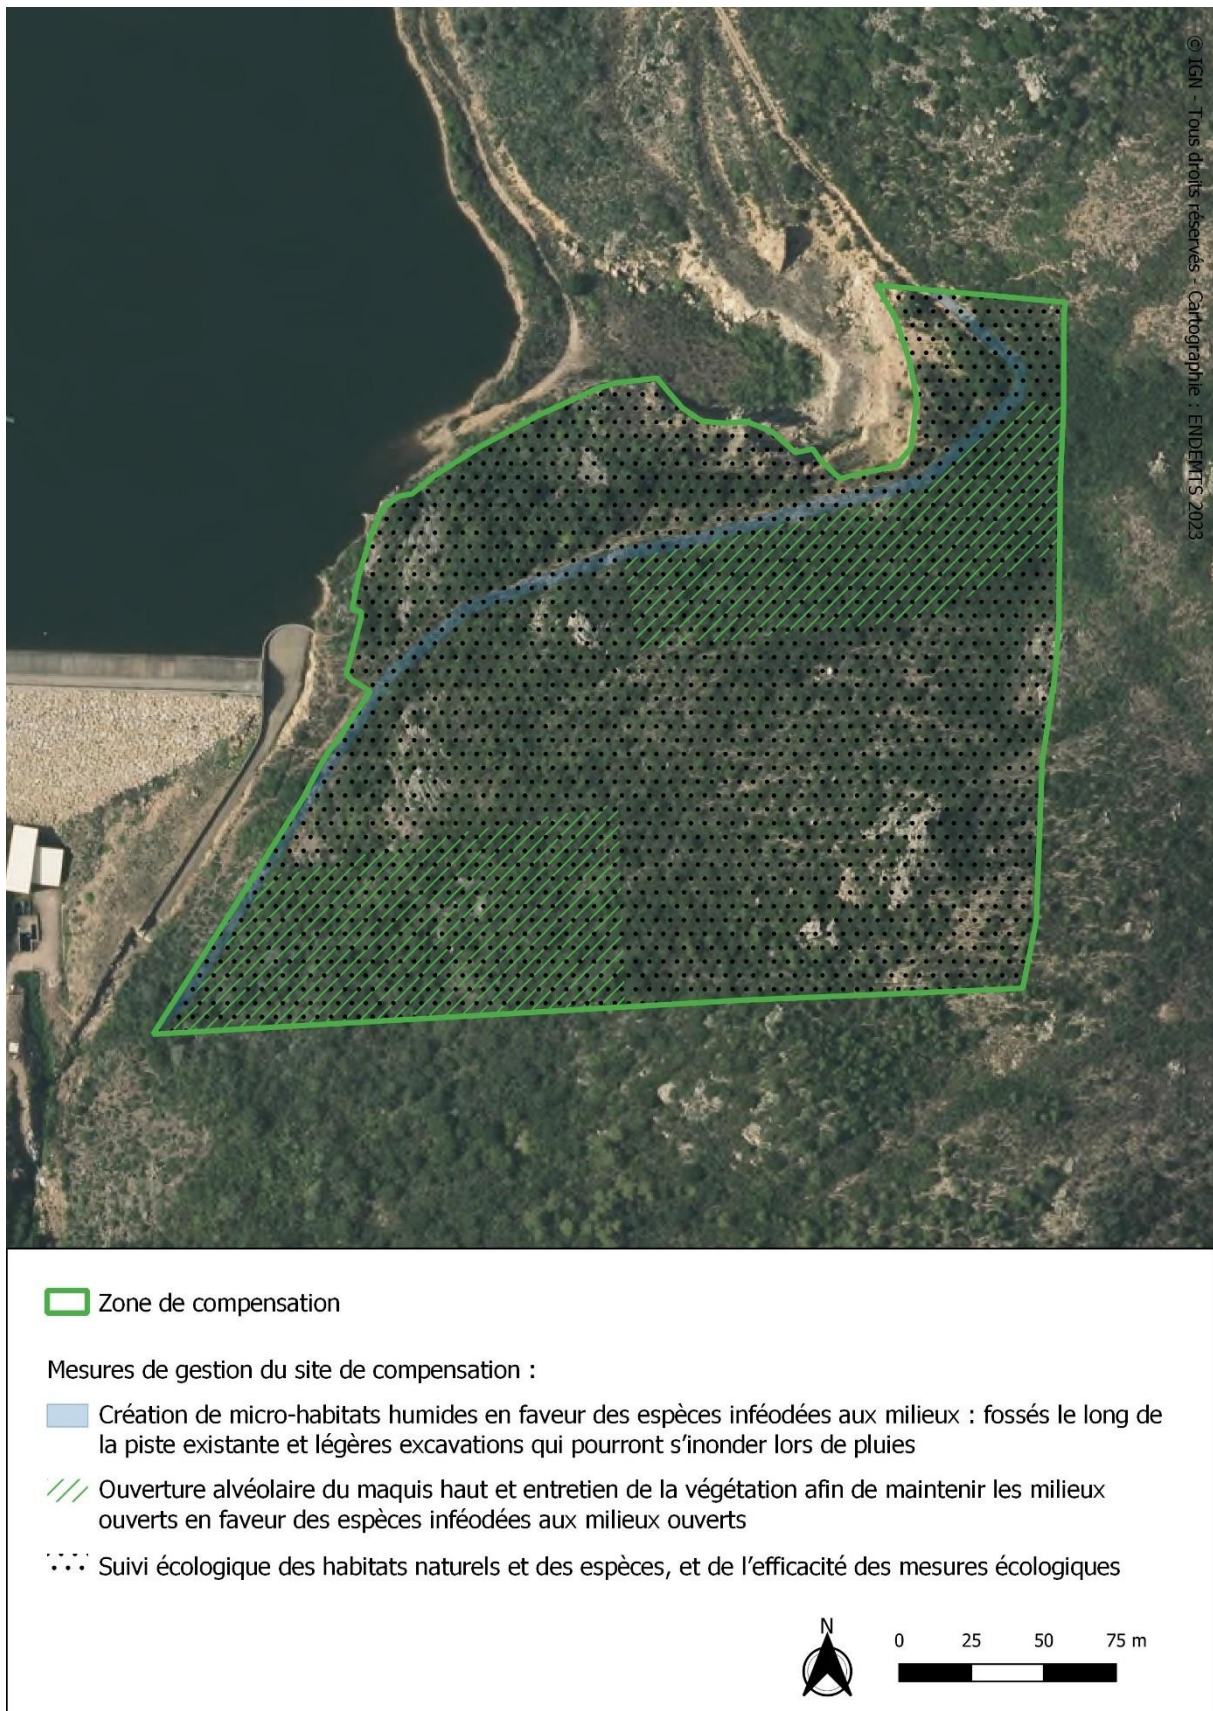 © IGN - Tous droits réservés - Cartographie : ENDEMYS 2023
Zone de compensation
Mesures de gestion du site de compensation :
Création de micro-habitats humides en faveur des espèces inféodées aux milieux : fossés le long de
la piste existante et légères excavations qui pourront s'inonder lors de pluies
Ouverture alvéolaire du maquis haut et entretien de la végétation afin de maintenir les milieux
ouverts en faveur des espèces inféodées aux milieux ouverts
Suivi écologique des habitats naturels et des espèces, et de l'efficacité des mesures écologiques
N
0 25 50 75 m